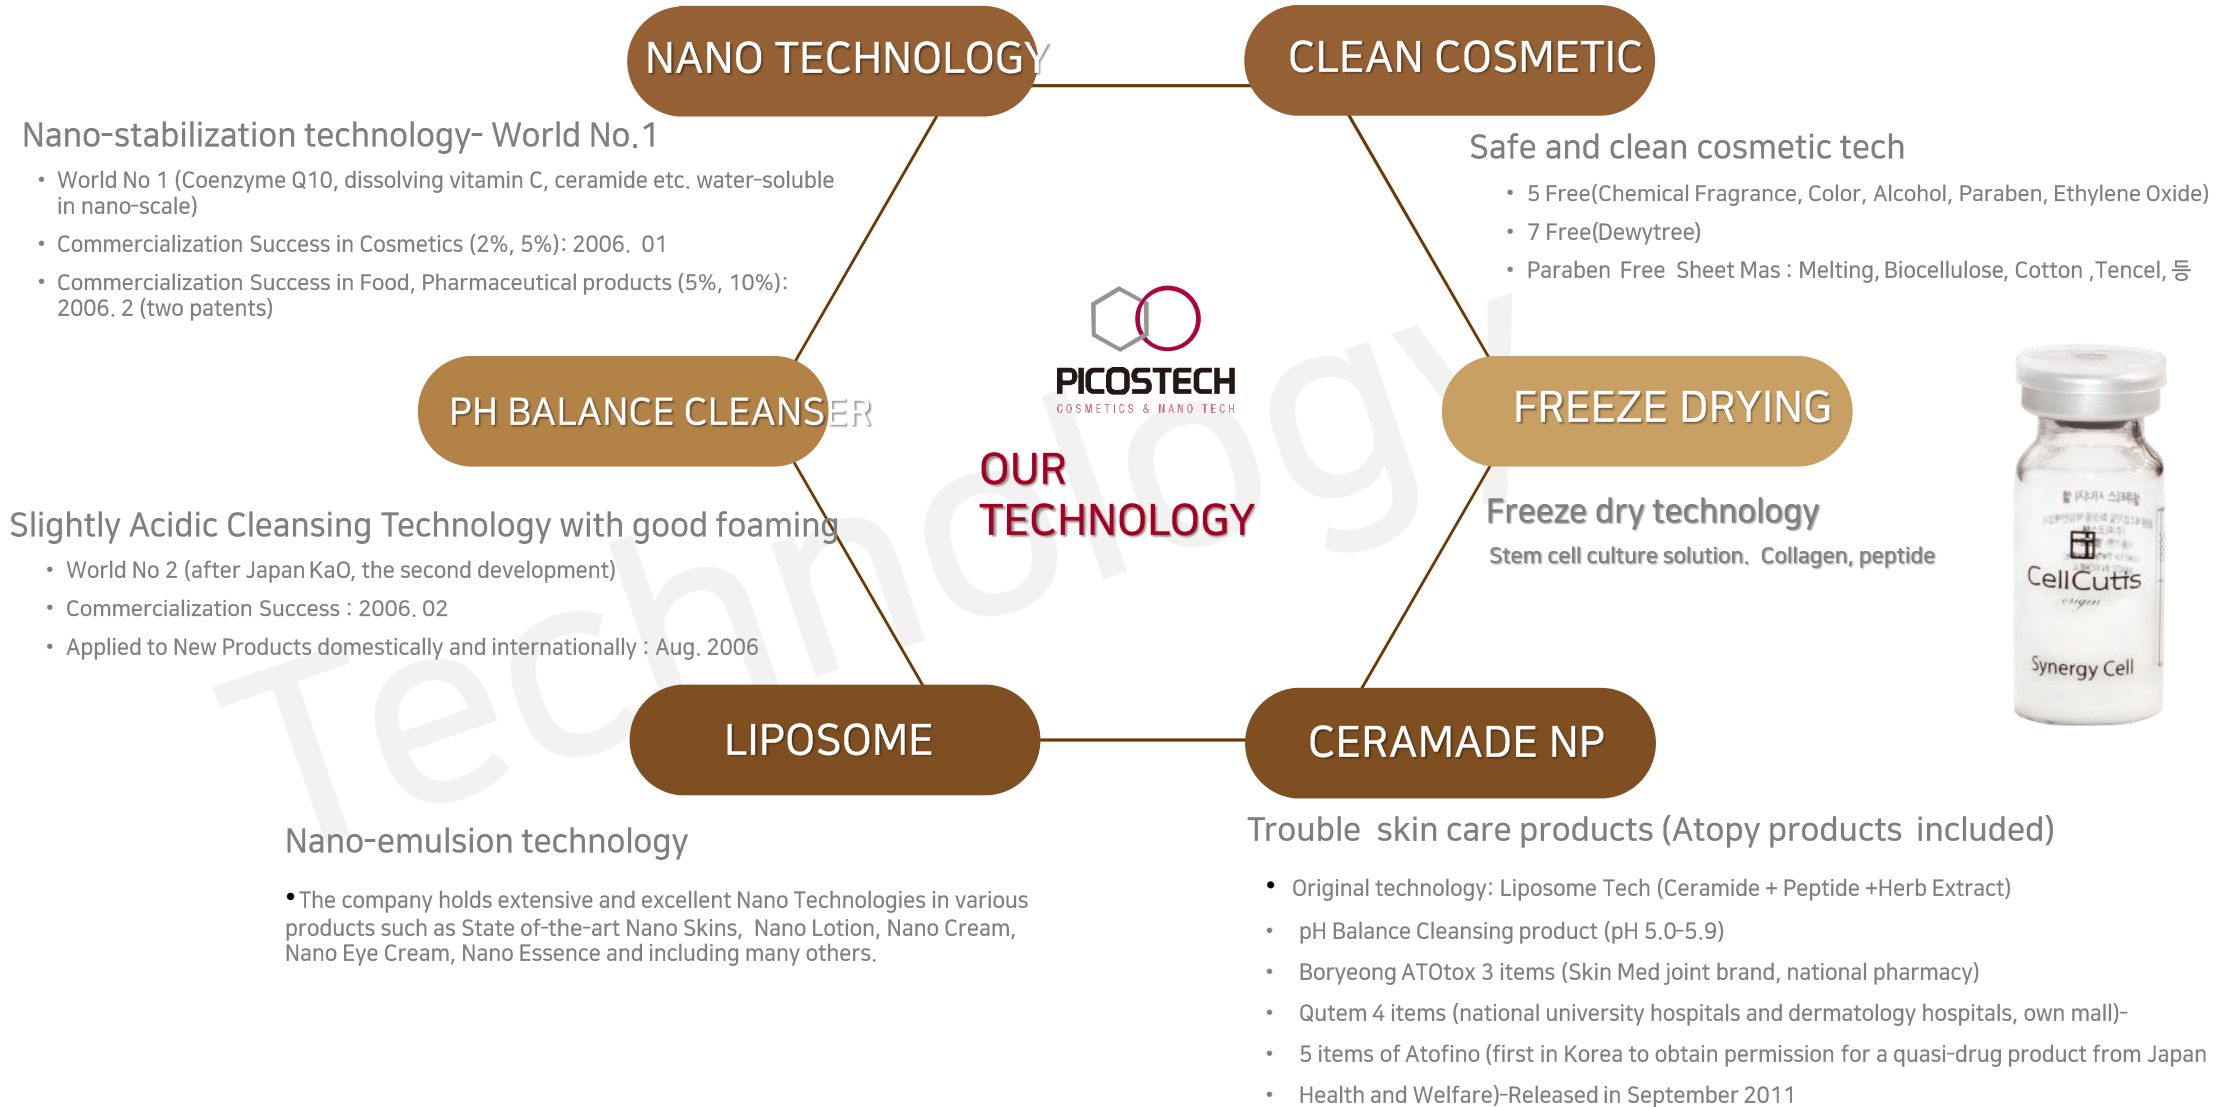 NANO TECHNOLOGY
CLEAN COSMETIC
Nano-stabilization technology- World No.1
• World No 1 (Coenzyme Q10, dissolving vitamin C, ceramide etc. water-soluble
in nano-scale)
• Commercialization Success in Cosmetics (2%, 5%): 2006. 01
• Commercialization Success in Food, Pharmaceutical products (5%, 10%):
2006. 2 (two patents)
Safe and clean cosmetic tech
• 5 Free(Chemical Fragrance, Color, Alcohol, Paraben, Ethylene Oxide)
• 7 Free(Dewytree)
• Paraben Free Sheet Mas : Melting, Biocellulose, Cotton ,Tencel, 등
PICOSTECH
COSMETICS & NANO TECH
OUR
TECHNOLOGY
Technology
PH BALANCE CLEANSER
FREEZE DRYING
Slightly Acidic Cleansing Technology with good foaming
• World No 2 (after Japan KaO, the second development)
• Commercialization Success : 2006. 02
• Applied to New Products domestically and internationally : Aug. 2006
Freeze dry technology
Stem cell culture solution. Collagen, peptide
CellCutis
origin
Synergy Cell
LIPOSOME
CERAMADE NP
Nano-emulsion technology
• The company holds extensive and excellent Nano Technologies in various
products such as State of-the-art Nano Skins, Nano Lotion, Nano Cream,
Nano Eye Cream, Nano Essence and including many others.
Trouble skin care products (Atopy products included)
• Original technology: Liposome Tech (Ceramide + Peptide +Herb Extract)
• pH Balance Cleansing product (pH 5.0-5.9)
• Boryeong ATOtox 3 items (Skin Med joint brand, national pharmacy)
• Qutem 4 items (national university hospitals and dermatology hospitals, own mall)-
• 5 items of Atofino (first in Korea to obtain permission for a quasi-drug product from Japan
• Health and Welfare)-Released in September 2011